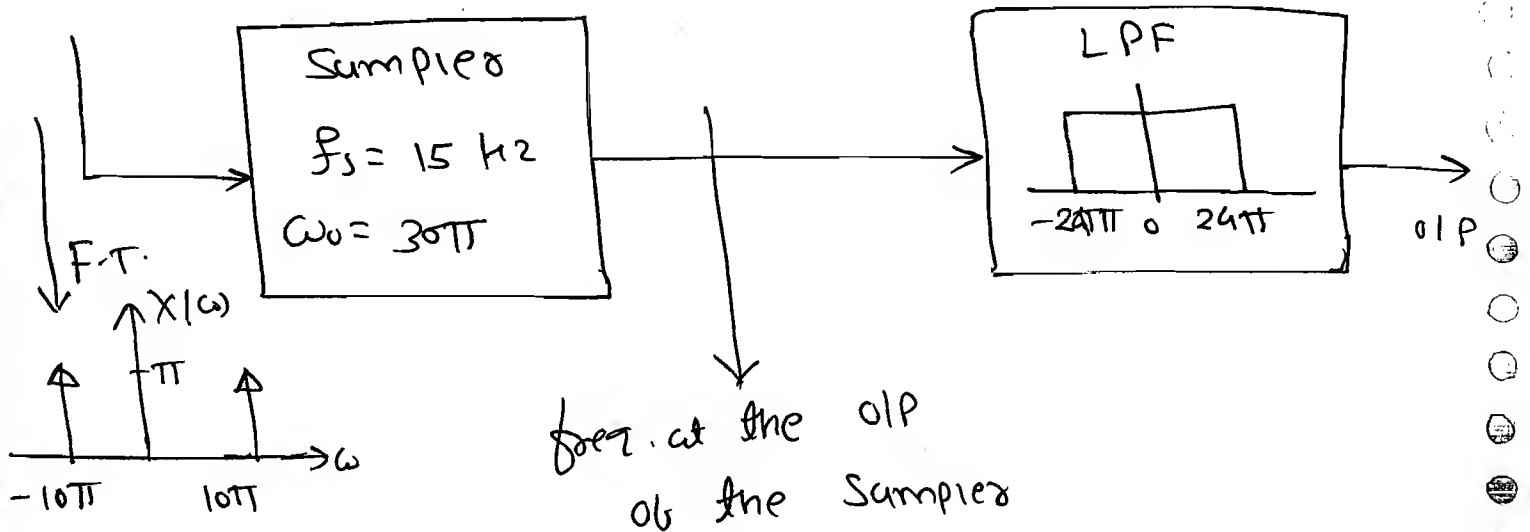 Sampler
fs = 15 Hz
ω0 = 30π
LPF
-24π 0 24π
O/P
F.T.
X(ω)
π
-10π 10π ω
freq. at the O/P
of the Sampler